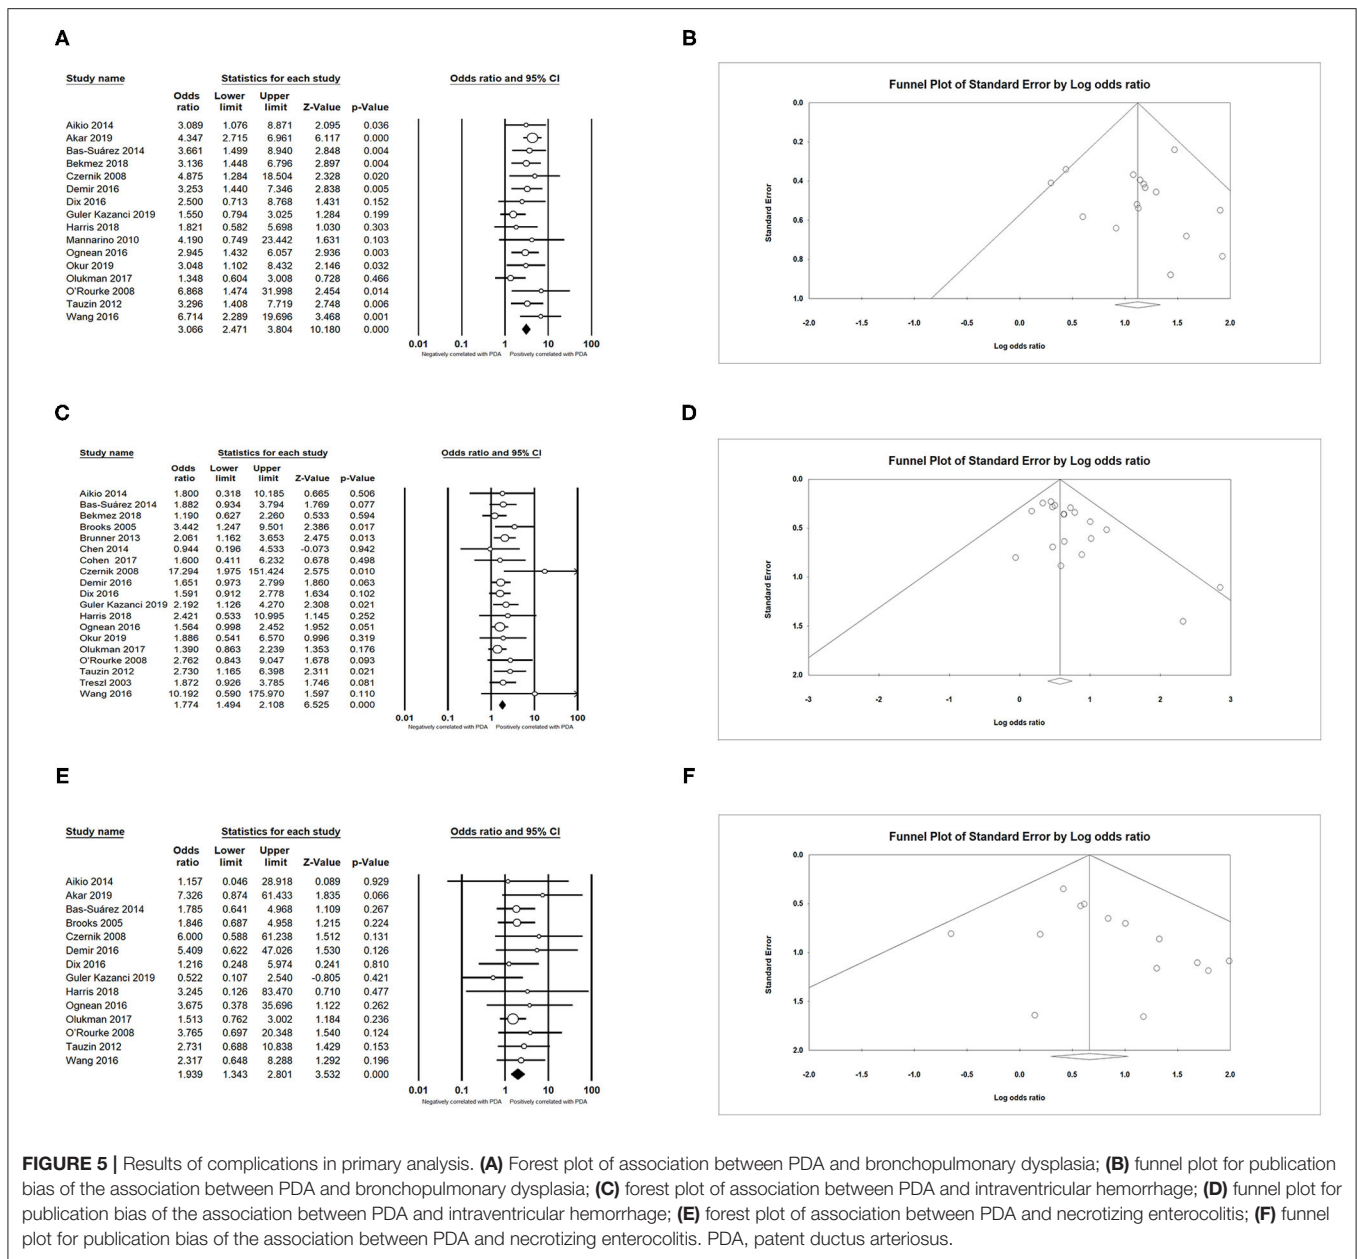 A
Study name Statistics for each study Odds ratio and 95% CI
Odds Lower Upper
ratio limit limit Z-Value p-Value
Aikio 2014 3.089 1.076 8.871 2.095 0.036
Akar 2019 4.347 2.715 6.961 6.117 0.000
Bas-Suárez 2014 3.661 1.499 8.940 2.848 0.004
Bekmez 2018 3.136 1.448 6.796 2.897 0.004
Czernik 2008 4.875 1.284 18.504 2.328 0.020
Demir 2016 3.253 1.440 7.346 2.838 0.005
Dix 2016 2.500 0.713 8.768 1.431 0.152
Guler Kazanci 2019 1.550 0.794 3.025 1.284 0.199
Harris 2018 1.821 0.582 5.698 1.030 0.303
Mannarino 2010 4.190 0.749 23.442 1.631 0.103
Ognean 2016 2.945 1.432 6.057 2.936 0.003
Okur 2019 3.048 1.102 8.432 2.146 0.032
Olukman 2017 1.348 0.604 3.008 0.728 0.466
O'Rourke 2008 6.868 1.474 31.998 2.454 0.014
Tauzin 2012 3.296 1.408 7.719 2.748 0.006
Wang 2016 6.714 2.289 19.696 3.468 0.001
3.066 2.471 3.804 10.180 0.000
0.01 0.1 1 10 100
Negatively correlated with PDA Positively correlated with PDA
B
Funnel Plot of Standard Error by Log odds ratio
Standard Error
0.0
0.2
0.4
0.6
0.8
1.0
-2.0 -1.5 -1.0 -0.5 0.0 0.5 1.0 1.5 2.0
Log odds ratio
C
Study name Statistics for each study Odds ratio and 95% CI
Odds Lower Upper
ratio limit limit Z-Value p-Value
Aikio 2014 1.800 0.318 10.185 0.665 0.506
Bas-Suárez 2014 1.882 0.934 3.794 1.769 0.077
Bekmez 2018 1.190 0.627 2.260 0.533 0.594
Brooks 2005 3.442 1.247 9.501 2.386 0.017
Brunner 2013 2.061 1.162 3.653 2.475 0.013
Chen 2014 0.944 0.196 4.533 -0.073 0.942
Cohen 2017 1.600 0.411 6.232 0.678 0.498
Czernik 2008 17.294 1.975 151.424 2.575 0.010
Demir 2016 1.651 0.973 2.799 1.860 0.063
Dix 2016 1.591 0.912 2.778 1.634 0.102
Guler Kazanci 2019 2.192 1.126 4.270 2.308 0.021
Harris 2018 2.421 0.533 10.995 1.145 0.252
Ognean 2016 1.564 0.998 2.452 1.952 0.051
Okur 2019 1.886 0.541 6.570 0.996 0.319
Olukman 2017 1.390 0.863 2.239 1.353 0.176
O'Rourke 2008 2.762 0.843 9.047 1.678 0.093
Tauzin 2012 2.730 1.165 6.398 2.311 0.021
Treszl 2003 1.872 0.926 3.785 1.746 0.081
Wang 2016 10.192 0.590 175.970 1.597 0.110
1.774 1.494 2.108 6.525 0.000
0.01 0.1 1 10 100
Negatively correlated with PDA Positively correlated with PDA
D
Funnel Plot of Standard Error by Log odds ratio
Standard Error
0.0
0.5
1.0
1.5
2.0
-3 -2 -1 0 1 2 3
Log odds ratio
E
Study name Statistics for each study Odds ratio and 95% CI
Odds Lower Upper
ratio limit limit Z-Value p-Value
Aikio 2014 1.157 0.046 28.918 0.089 0.929
Akar 2019 7.326 0.874 61.433 1.835 0.066
Bas-Suárez 2014 1.785 0.641 4.968 1.109 0.267
Brooks 2005 1.846 0.687 4.958 1.215 0.224
Czernik 2008 6.000 0.588 61.238 1.512 0.131
Demir 2016 5.409 0.622 47.026 1.530 0.126
Dix 2016 1.216 0.248 5.974 0.241 0.810
Guler Kazanci 2019 0.522 0.107 2.540 -0.805 0.421
Harris 2018 3.245 0.126 83.470 0.710 0.477
Ognean 2016 3.675 0.378 35.696 1.122 0.262
Olukman 2017 1.513 0.762 3.002 1.184 0.236
O'Rourke 2008 3.765 0.697 20.348 1.540 0.124
Tauzin 2012 2.731 0.688 10.838 1.429 0.153
Wang 2016 2.317 0.648 8.288 1.292 0.196
1.939 1.343 2.801 3.532 0.000
0.01 0.1 1 10 100
Negatively correlated with PDA Positively correlated with PDA
F
Funnel Plot of Standard Error by Log odds ratio
Standard Error
0.0
0.5
1.0
1.5
2.0
-2.0 -1.5 -1.0 -0.5 0.0 0.5 1.0 1.5 2.0
Log odds ratio
FIGURE 5 | Results of complications in primary analysis. (A) Forest plot of association between PDA and bronchopulmonary dysplasia; (B) funnel plot for publication
bias of the association between PDA and bronchopulmonary dysplasia; (C) forest plot of association between PDA and intraventricular hemorrhage; (D) funnel plot for
publication bias of the association between PDA and intraventricular hemorrhage; (E) forest plot of association between PDA and necrotizing enterocolitis; (F) funnel
plot for publication bias of the association between PDA and necrotizing enterocolitis. PDA, patent ductus arteriosus.